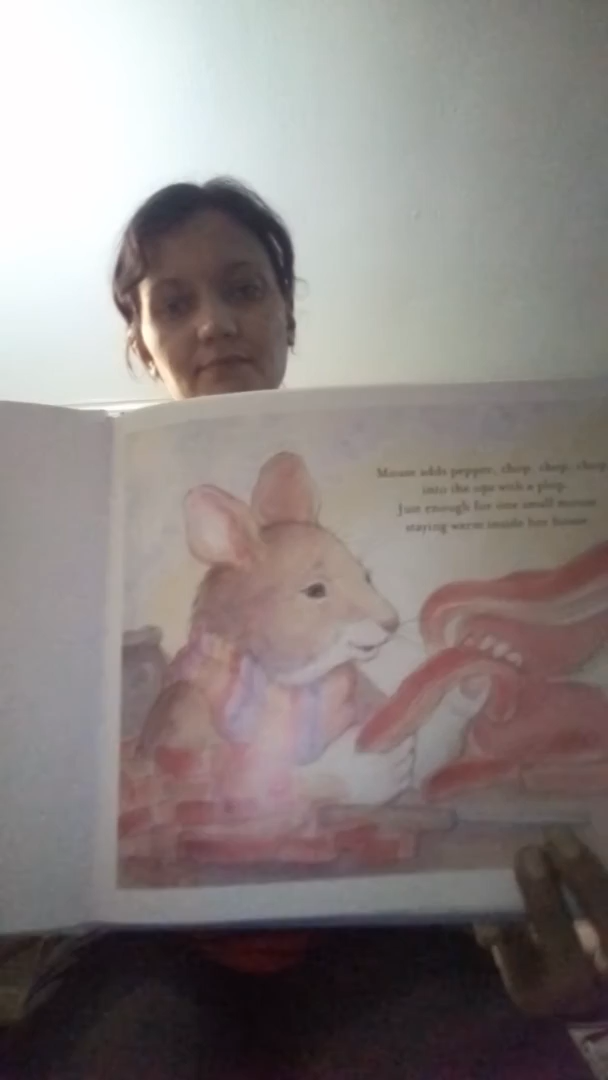 Mouse adds pepper, chop, chop, chop
into the cups with a plop.
Just enough for one small mouse
staying warm inside her house.